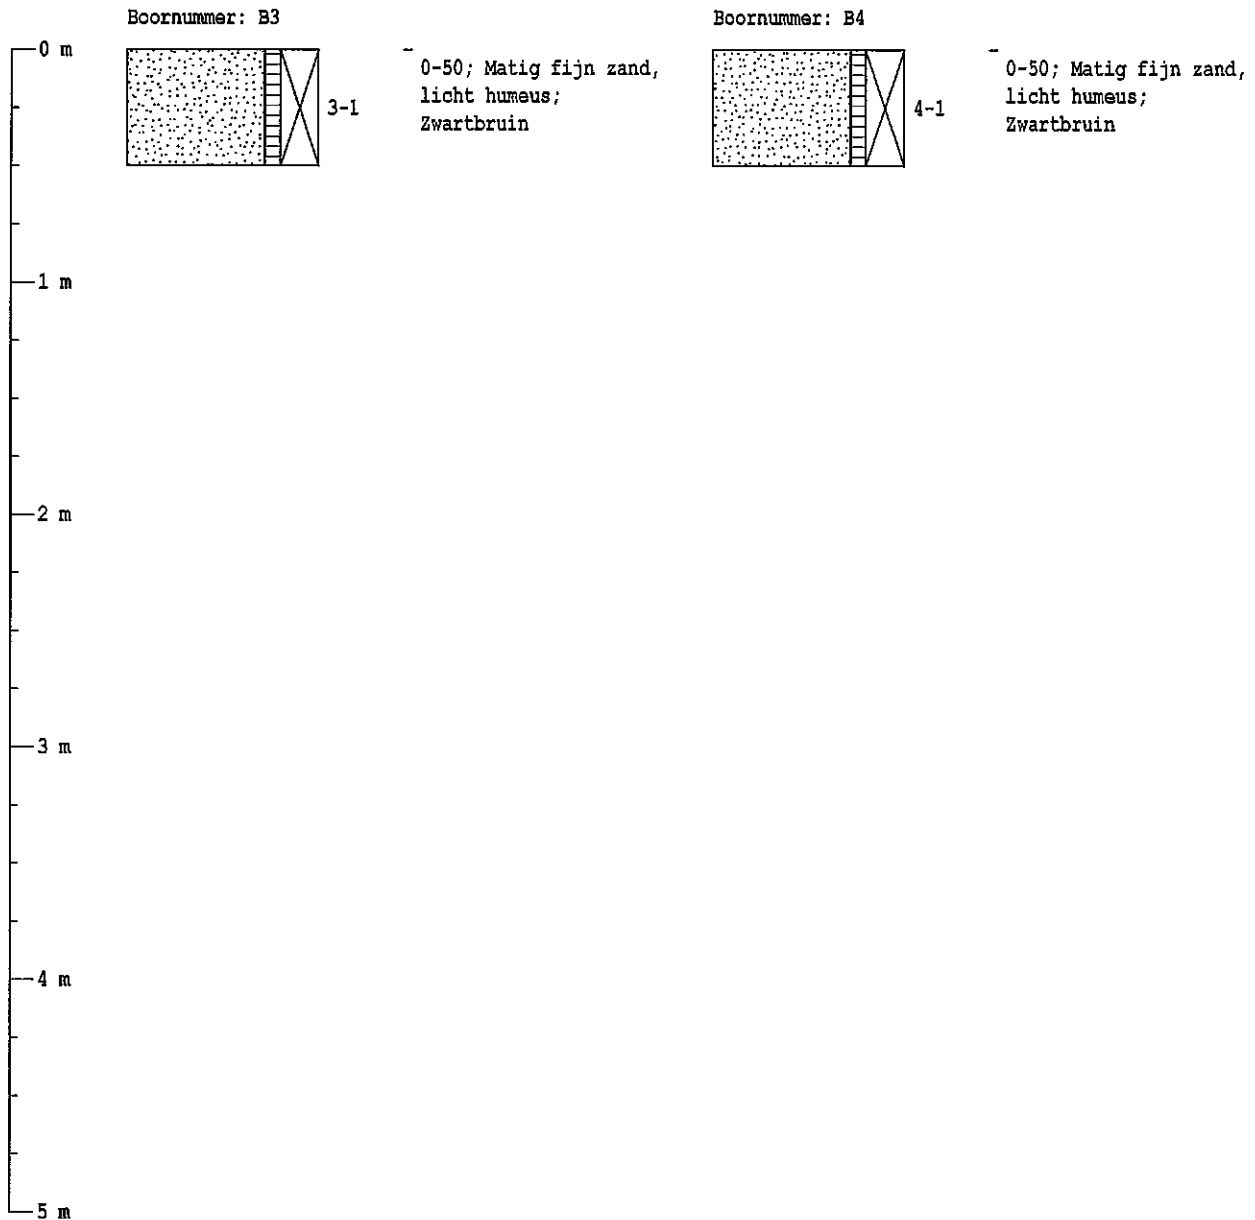 Boornummer: B3
0 m
3-1
0-50; Matig fijn zand,
licht humeus;
Zwartbruin
Boornummer: B4
4-1
0-50; Matig fijn zand,
licht humeus;
Zwartbruin
1 m
2 m
3 m
4 m
5 m